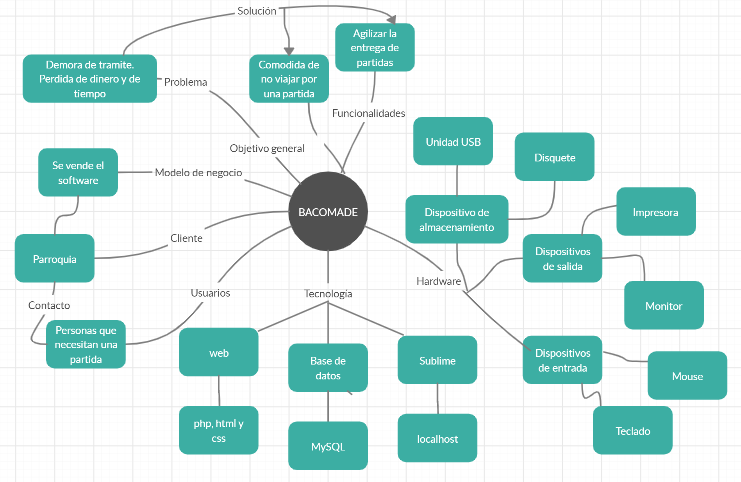 Solución
Agilizar la
entrega de
partidas
Demora de tramite.
Perdida de dinero y de
tiempo
Problema
Comodida de
no viajar por
una partida
Funcionalidades
Objetivo general
Unidad USB
Disquete
Se vende el
software
Modelo de negocio
BACOMADE
Dispositivo de
almacenamiento
Impresora
Cliente
Parroquia
Dispositivos
de salida
Hardware
Usuarios
Tecnología
Contacto
Monitor
Personas que
necesitan una
partida
web
Base de
datos
Sublime
Dispositivos
de entrada
Mouse
php, html y
css
MySQL
localhost
Teclado